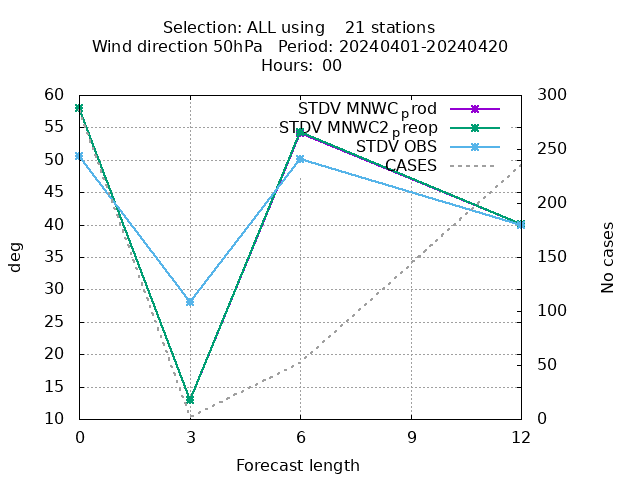 Selection: ALL using    21 stations
Wind direction 50hPa   Period: 20240401-20240420
Hours: 00
STDV MNWC_prod
STDV MNWC2_preop
STDV OBS
CASES
60
55
50
45
40
35
30
25
20
15
10
deg
300
250
200
150
100
50
0
No cases
0 3 6 9 12
Forecast length